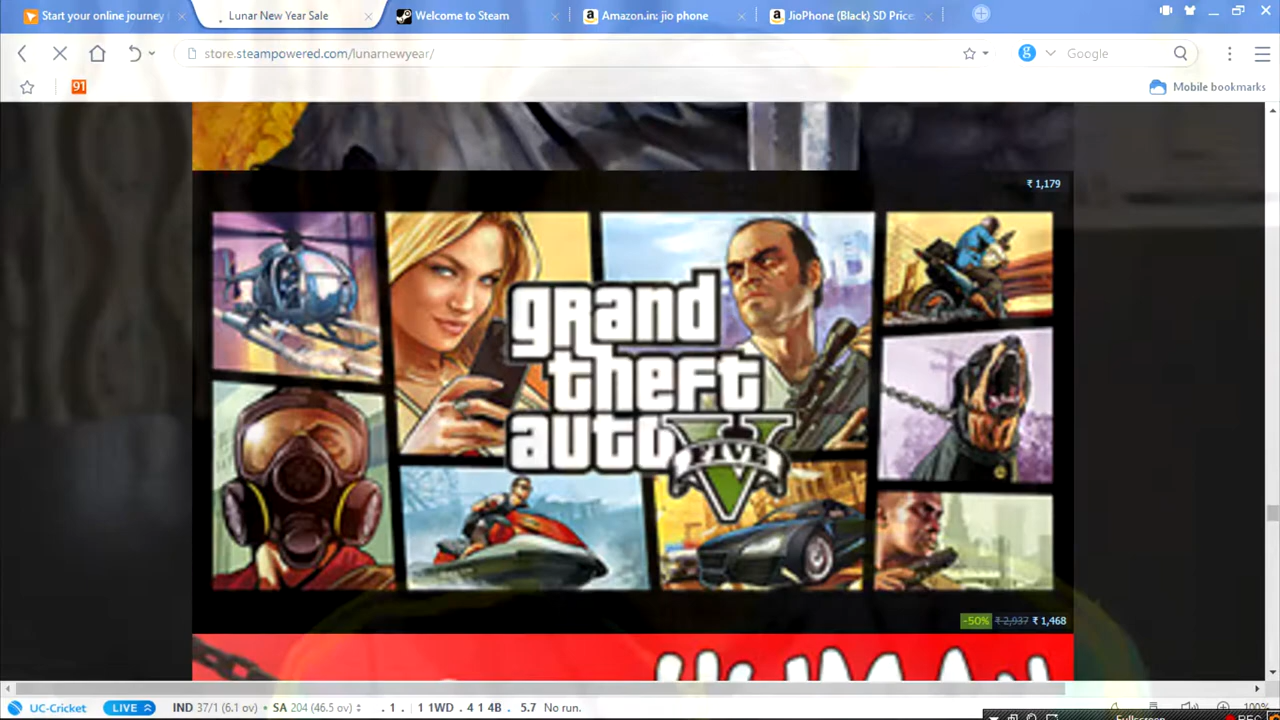 Start your online journey
Lunar New Year Sale
Welcome to Steam
Amazon.in: jio phone
JioPhone (Black) SD Price:
store.steampowered.com/lunarnewyear/
Google
91
Mobile bookmarks
₹ 1,179
grand
theft
auto
V
FIVE
-50% ₹ 2,937 ₹ 1,468
UC-Cricket
LIVE
IND 37/1 (6.1 ov)
SA 204 (46.5 ov)
. 1 . 1 1WD . 4 1 4B . 5.7 No run.
100%